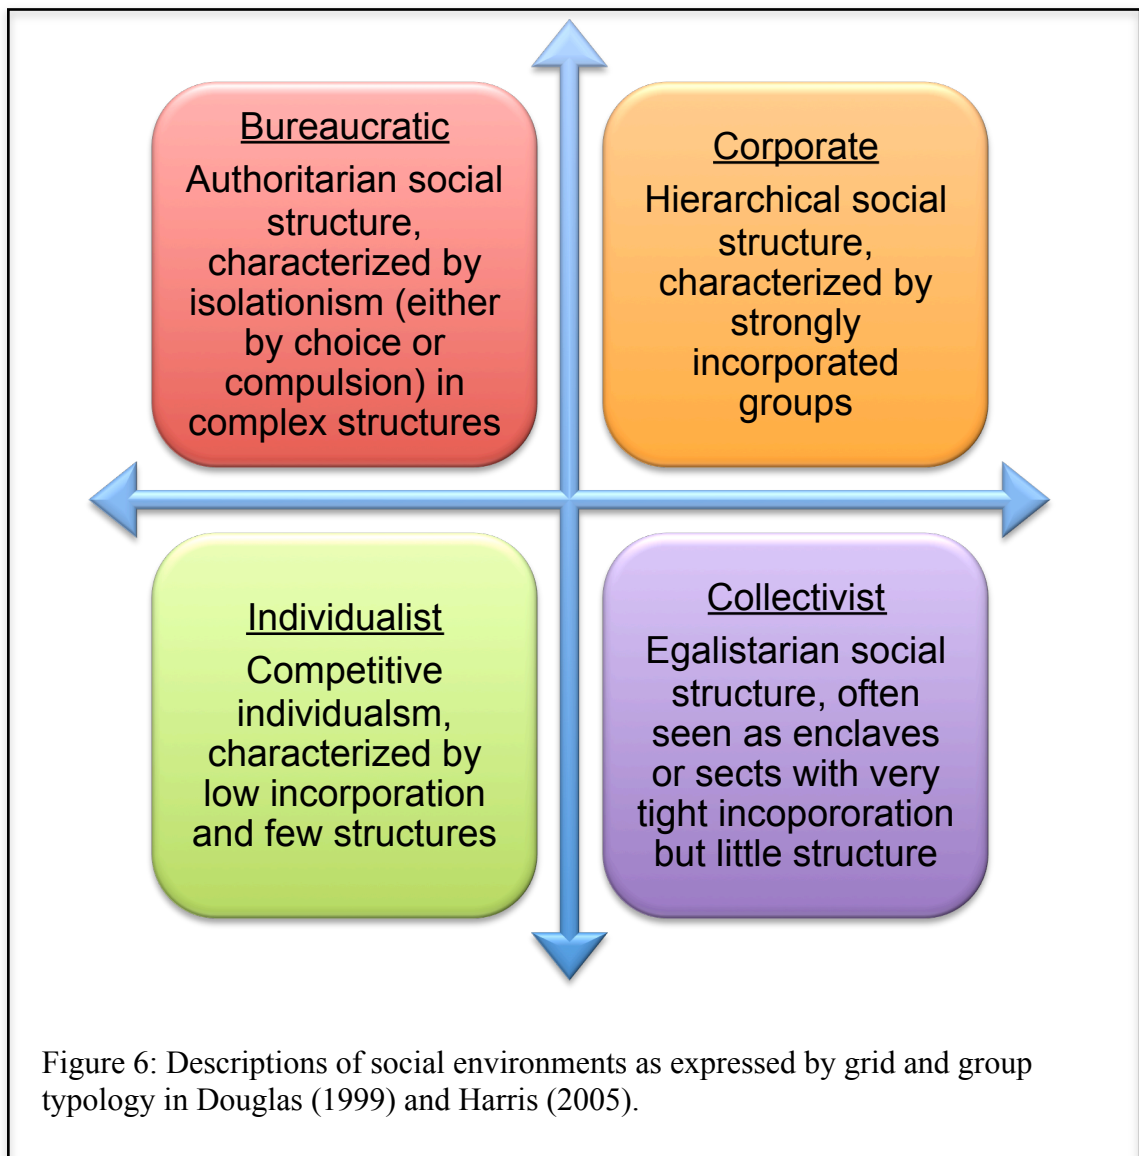 Bureaucratic
Authoritarian social
structure,
characterized by
isolationism (either
by choice or
compulsion) in
complex structures
Corporate
Hierarchical social
structure,
characterized by
strongly
incorporated
groups
Individualist
Competitive
individualsm,
characterized by
low incorporation
and few structures
Collectivist
Egalistarian social
structure, often
seen as enclaves
or sects with very
tight incopororation
but little structure
Figure 6: Descriptions of social environments as expressed by grid and group
typology in Douglas (1999) and Harris (2005).